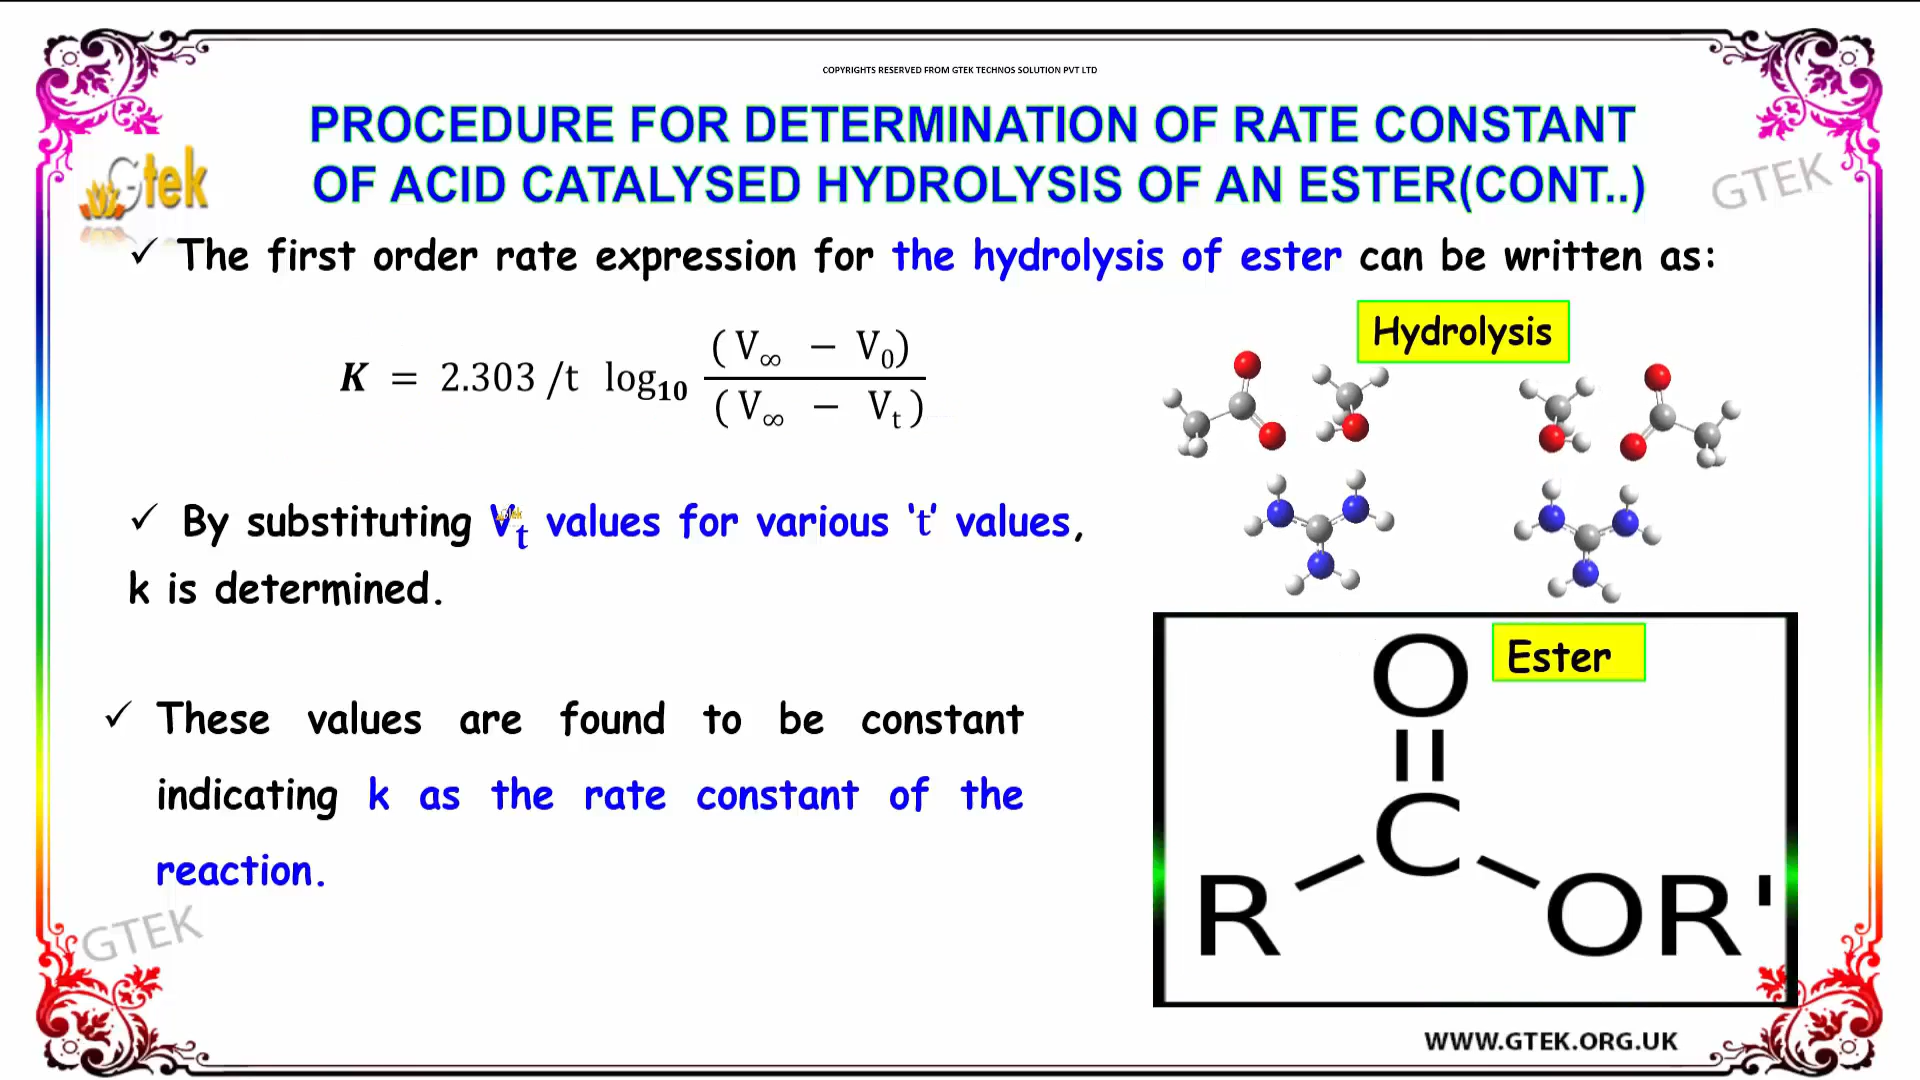 COPYRIGHTS RESERVED FROM GTEK TECHNOS SOLUTION PVT LTD
PROCEDURE FOR DETERMINATION OF RATE CONSTANT
OF ACID CATALYSED HYDROLYSIS OF AN ESTER(CONT..)
Gtek
GTEK
✓ The first order rate expression for the hydrolysis of ester can be written as:
K = 2.303 /t log₁₀ (V∞ − V₀) / (V∞ − Vₜ)
Hydrolysis
✓ By substituting Vₜ values for various 't' values,
k is determined.
Ester
O
C
R OR'
✓ These values are found to be constant
indicating k as the rate constant of the
reaction.
GTEK
WWW.GTEK.ORG.UK